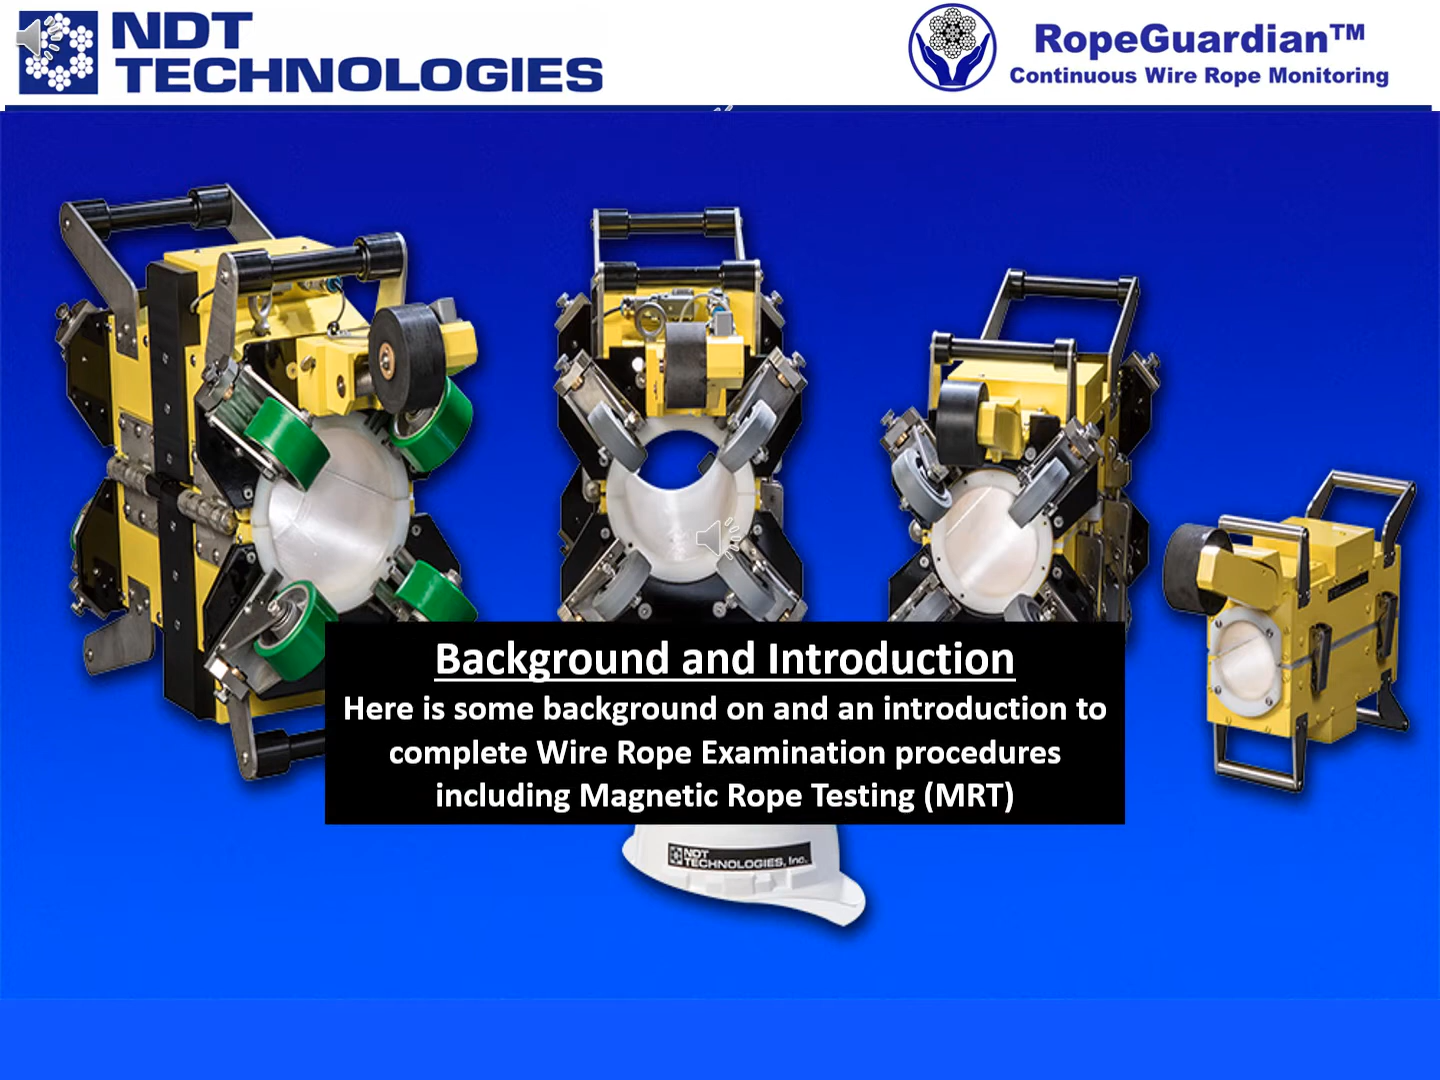 NDT
TECHNOLOGIES
RopeGuardian™
Continuous Wire Rope Monitoring
Background and Introduction
Here is some background on and an introduction to
complete Wire Rope Examination procedures
including Magnetic Rope Testing (MRT)
NDT
TECHNOLOGIES, Inc.